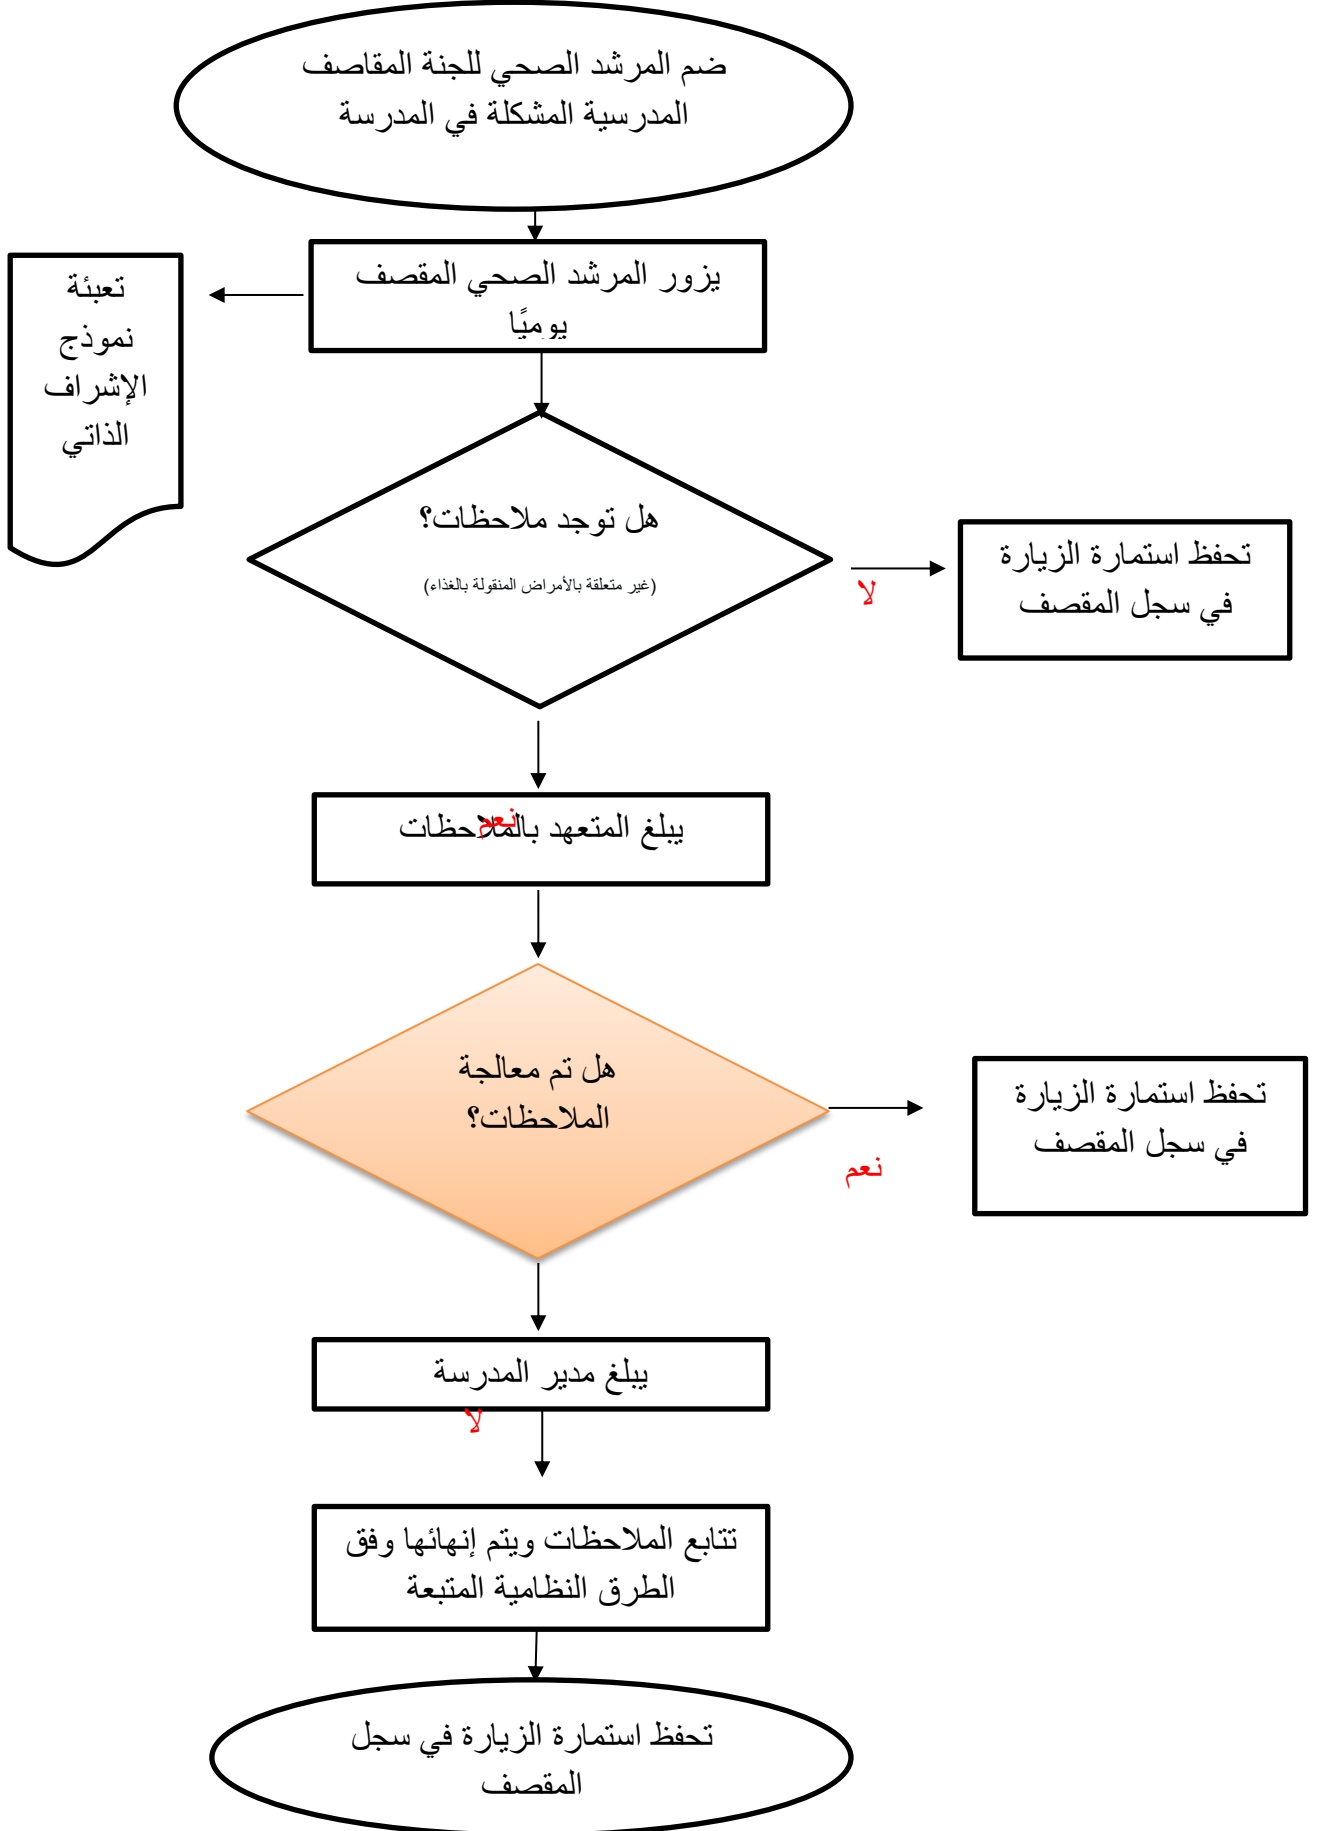 ضم المرشد الصحي للجنة المقاصف
المدرسية المشكلة في المدرسة
يزور المرشد الصحي المقصف
يوميًا
تعبئة
نموذج
الإشراف
الذاتي
هل توجد ملاحظات؟
(غير متعلقة بالأمراض المنقولة بالغذاء)
لا
تحفظ استمارة الزيارة
في سجل المقصف
نعم
يبلغ المتعهد بالملاحظات
هل تم معالجة
الملاحظات؟
نعم
تحفظ استمارة الزيارة
في سجل المقصف
يبلغ مدير المدرسة
لا
تتابع الملاحظات ويتم إنهائها وفق
الطرق النظامية المتبعة
تحفظ استمارة الزيارة في سجل
المقصف